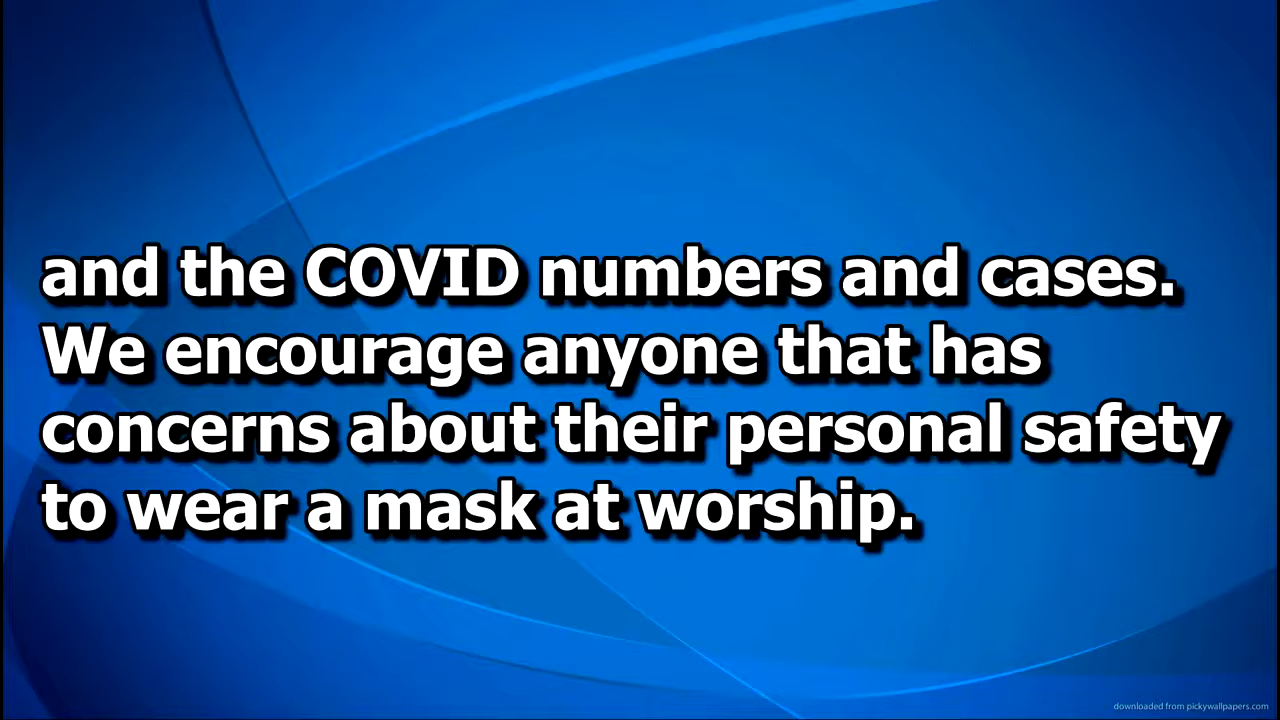 and the COVID numbers and cases.
We encourage anyone that has
concerns about their personal safety
to wear a mask at worship.
downloaded from pickywallpapers.com